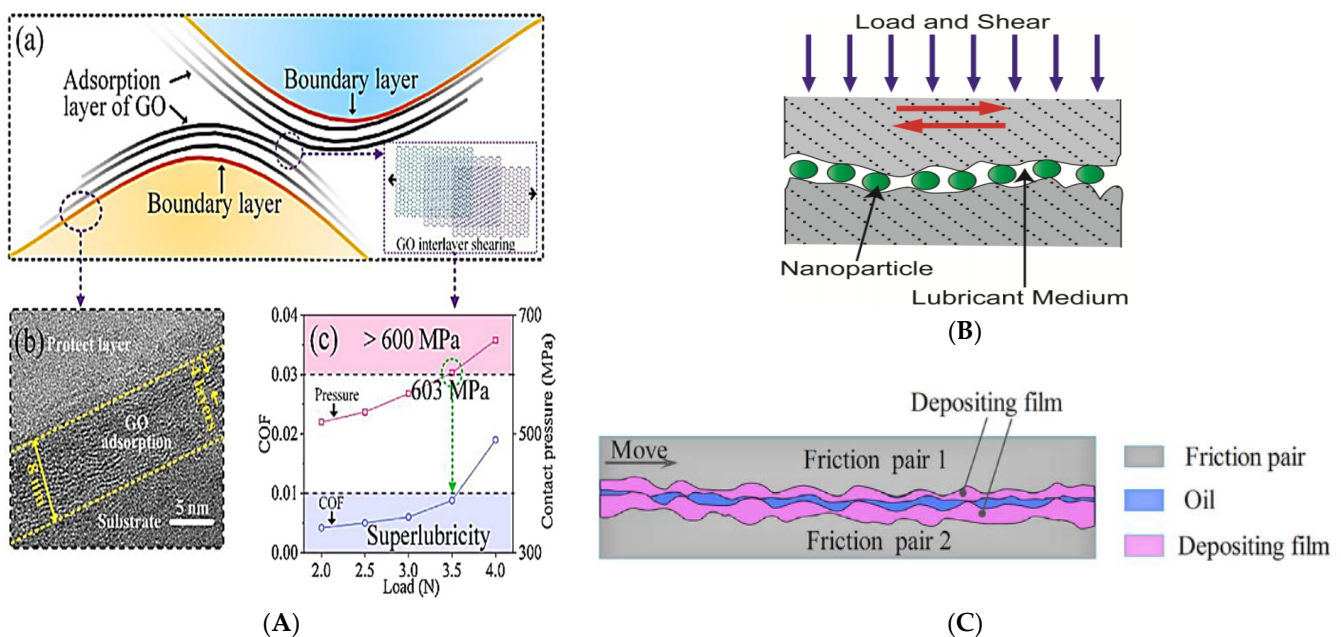 (a)
Adsorption
layer of GO
Boundary layer
Boundary layer
GO interlayer shearing
(b)
Protect layer
4 layers
GO
adsorption
8 nm
Substrate
5 nm
(c)
> 600 MPa
603 MPa
Pressure
COF
Superlubricity
COF
0.04
0.03
0.02
0.01
0.00
Contact pressure (MPa)
700
500
300
2.0 2.5 3.0 3.5 4.0
Load (N)
(A)
Load and Shear
Nanoparticle
Lubricant Medium
(B)
Depositing film
Move
Friction pair 1
Friction pair 2
Friction pair
Oil
Depositing film
(C)